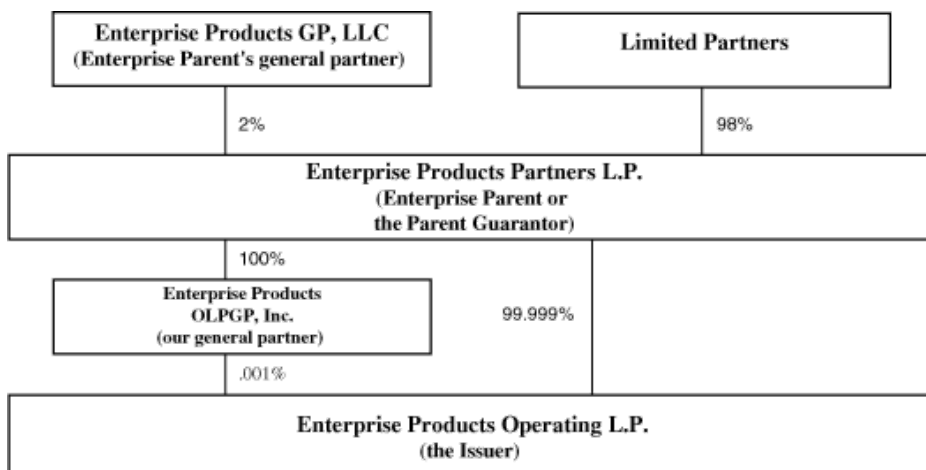 Enterprise Products GP, LLC
(Enterprise Parent's general partner)
Limited Partners
2%
98%
Enterprise Products Partners L.P.
(Enterprise Parent or
the Parent Guarantor)
100%
Enterprise Products
OLPGP, Inc.
(our general partner)
99.999%
.001%
Enterprise Products Operating L.P.
(the Issuer)